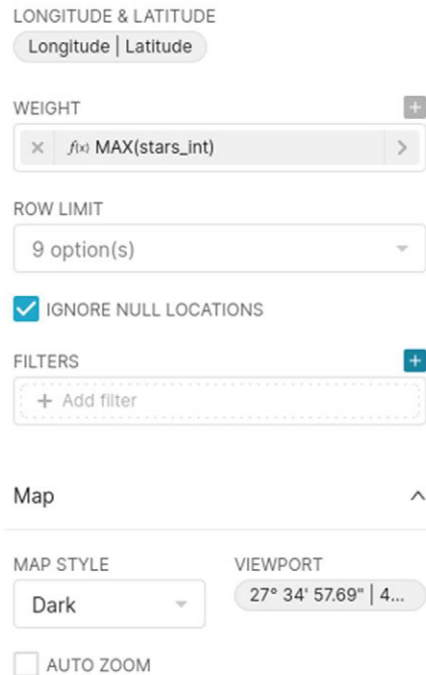 LONGITUDE & LATITUDE
Longitude | Latitude
WEIGHT
+
× f(x) MAX(stars_int) >
ROW LIMIT
9 option(s)
IGNORE NULL LOCATIONS
FILTERS
+
+ Add filter
Map
MAP STYLE VIEWPORT
Dark 27° 34' 57.69" | 4...
AUTO ZOOM